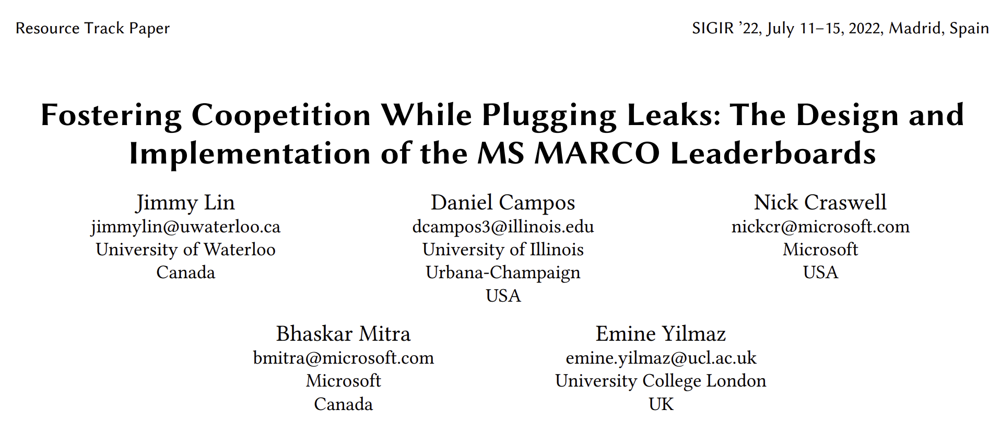 Resource Track Paper
SIGIR ’22, July 11–15, 2022, Madrid, Spain
Fostering Coopetition While Plugging Leaks: The Design and
Implementation of the MS MARCO Leaderboards
Jimmy Lin
jimmylin@uwaterloo.ca
University of Waterloo
Canada
Daniel Campos
dcampos3@illinois.edu
University of Illinois
Urbana-Champaign
USA
Nick Craswell
nickcr@microsoft.com
Microsoft
USA
Bhaskar Mitra
bmitra@microsoft.com
Microsoft
Canada
Emine Yilmaz
emine.yilmaz@ucl.ac.uk
University College London
UK